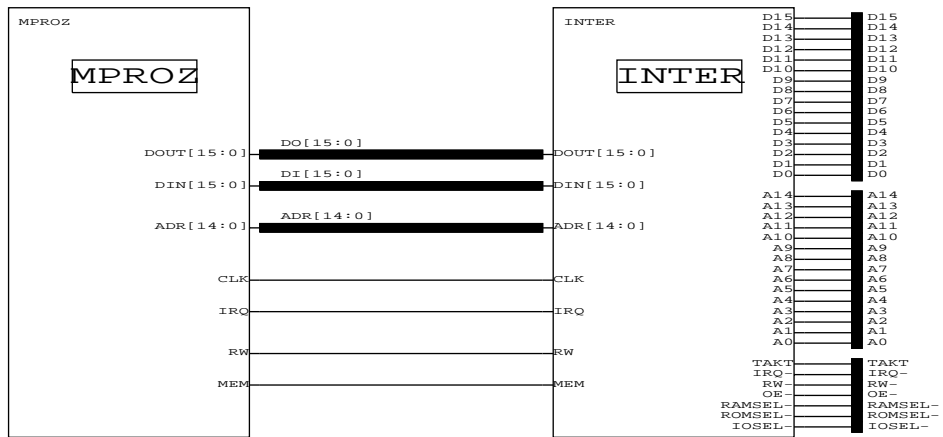 MPROZ
MPROZ
DOUT[15:0]
DIN[15:0]
ADR[14:0]
CLK
IRQ
RW
MEM
DO[15:0]
DI[15:0]
ADR[14:0]
INTER
INTER
DOUT[15:0]
DIN[15:0]
ADR[14:0]
CLK
IRQ
RW
MEM
D15 D15
D14 D14
D13 D13
D12 D12
D11 D11
D10 D10
D9 D9
D8 D8
D7 D7
D6 D6
D5 D5
D4 D4
D3 D3
D2 D2
D1 D1
D0 D0
A14 A14
A13 A13
A12 A12
A11 A11
A10 A10
A9 A9
A8 A8
A7 A7
A6 A6
A5 A5
A4 A4
A3 A3
A2 A2
A1 A1
A0 A0
TAKT TAKT
IRQ- IRQ-
RW- RW-
OE- OE-
RAMSEL- RAMSEL-
ROMSEL- ROMSEL-
IOSEL- IOSEL-